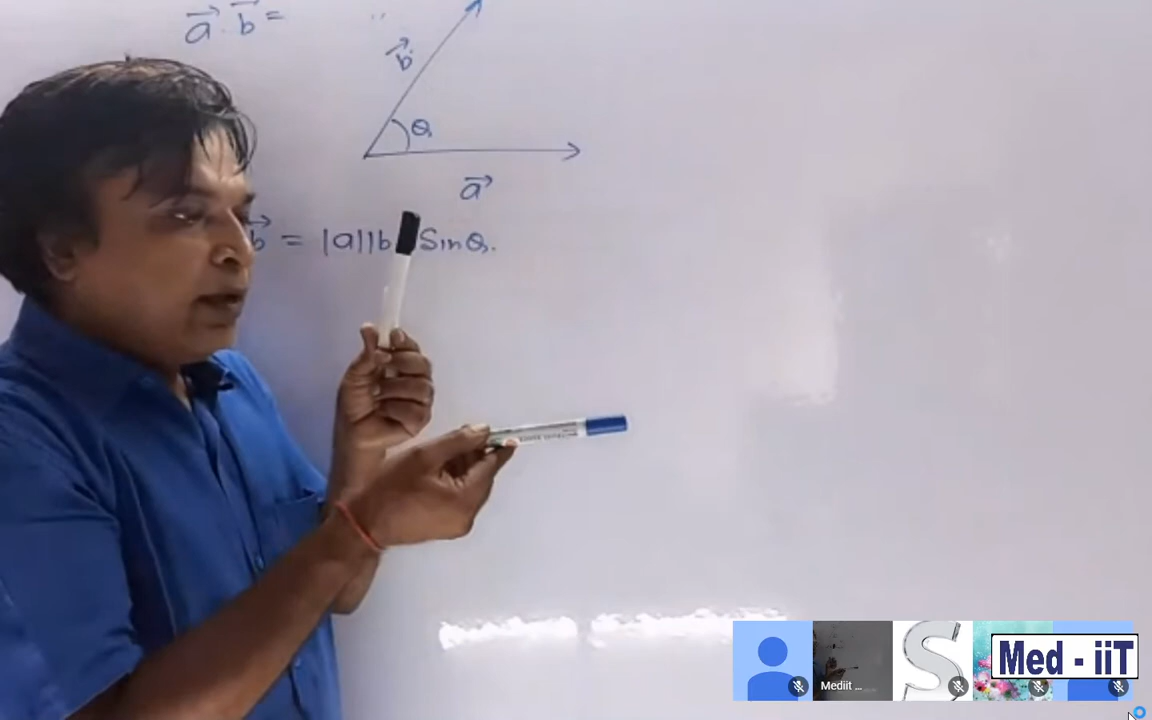 a⃗ . b⃗ =
b⃗
θ
a⃗
b⃗ = |a||b Sinθ.
Mediit ...
S
Med - iiT